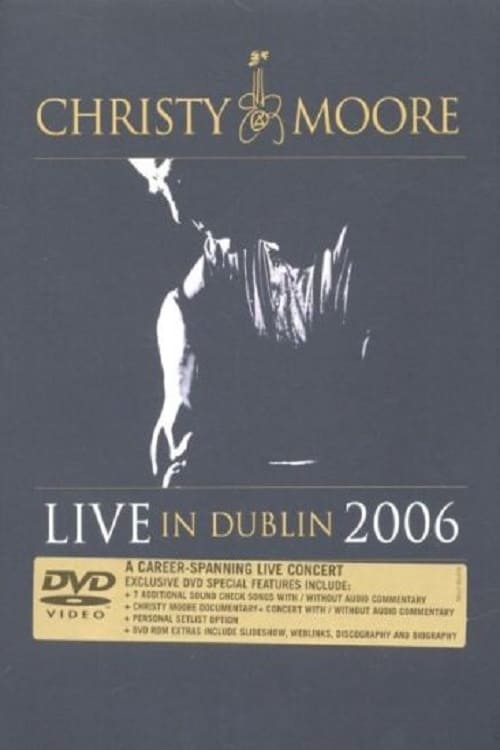 CHRISTY MOORE
LIVE IN DUBLIN 2006
DVD
VIDEO
A CAREER-SPANNING LIVE CONCERT
EXCLUSIVE DVD SPECIAL FEATURES INCLUDE:
+ 7 ADDITIONAL SOUND CHECK SONGS WITH / WITHOUT AUDIO COMMENTARY
+ CHRISTY MOORE DOCUMENTARY+ CONCERT WITH / WITHOUT AUDIO COMMENTARY
+ PERSONAL SETLIST OPTION
+ DVD ROM EXTRAS INCLUDE SLIDESHOW, WEBLINKS, DISCOGRAPHY AND BIOGRAPHY